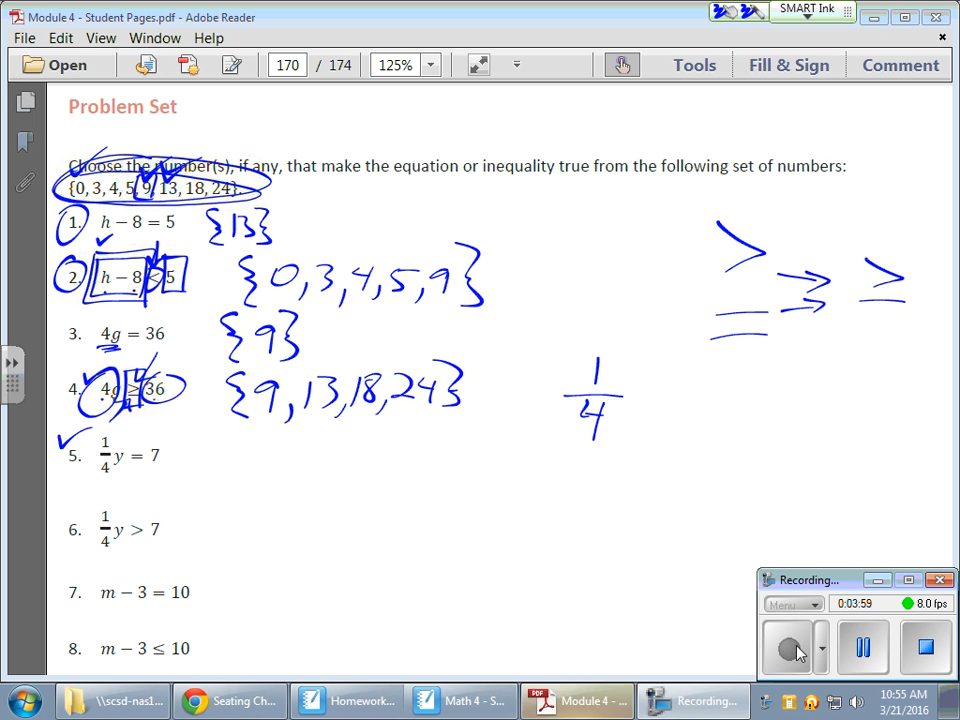 Module 4 - Student Pages.pdf - Adobe Reader
SMART Ink
File Edit View Window Help
Open 170 / 174 125% Tools Fill & Sign Comment
Problem Set
Choose the number(s), if any, that make the equation or inequality true from the following set of numbers:
{0, 3, 4, 5, 9, 13, 18, 24}.
1. h − 8 = 5 {13}
2. h − 8 < 5 {0,3,4,5,9}
> = → → ≥
3. 4g = 36 {9}
4. 4g ≥ 36 {9,13,18,24}
1/4
5. 1/4 y = 7
6. 1/4 y > 7
7. m − 3 = 10
8. m − 3 ≤ 10
Recording...
Menu 0:03:59 8.0 fps
\\scsd-nas1... Seating Ch... Homework... Math 4 - S... Module 4 - ... Recording... 10:55 AM
3/21/2016